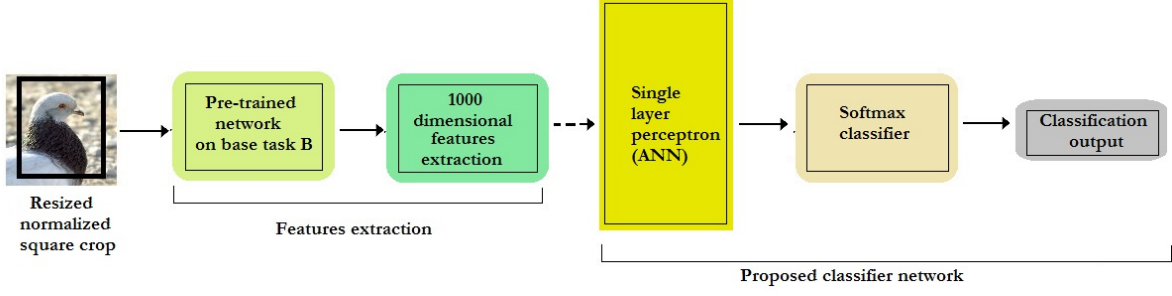 Resized
normalized
square crop
Pre-trained
network
on base task B
1000
dimensional
features
extraction
Features extraction
Single
layer
perceptron
(ANN)
Softmax
classifier
Classification
output
Proposed classifier network